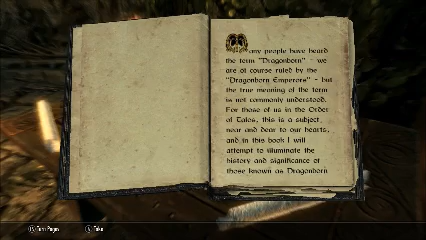 Many people have heard
the term "Dragonborn" - we
are of course ruled by the
"Dragonborn Emperors" - but
the true meaning of the term
is not commonly understood.
For those of us in the Order
of Talos, this is a subject
near and dear to our hearts,
and in this book I will
attempt to illuminate the
history and significance of
those known as Dragonborn
Turn Pages
Take